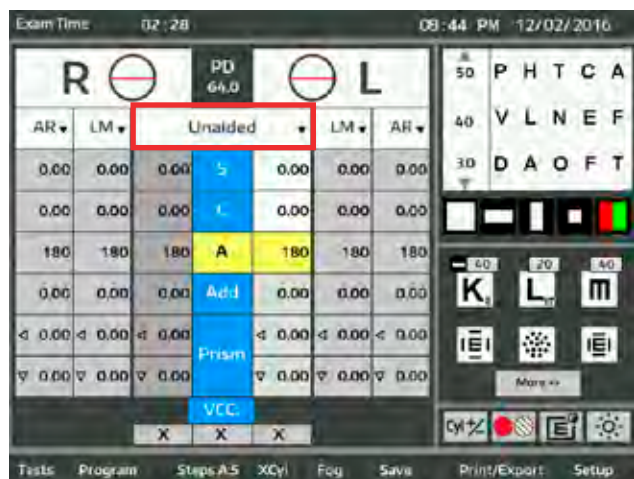 Exam Time 02:28 09:44 PM 12/02/2016
R PD 64.0 L
50 P H T C A
40 V L N E F
30 D A O F T
AR LM Unaided LM AR
0.00 0.00 0.00 S 0.00 0.00 0.00
0.00 0.00 0.00 C 0.00 0.00 0.00
180 180 180 A 180 180 180
0.00 0.00 0.00 Add 0.00 0.00 0.00
0.00 0.00 0.00 Prism 0.00 0.00 0.00
0.00 0.00 0.00 0.00 0.00 0.00
VCC
X X X
40 20 40
K L m
E E
More >>
Cyl +/- E
Tests Program Steps A.5 XCyl Fog Save Print/Export Setup